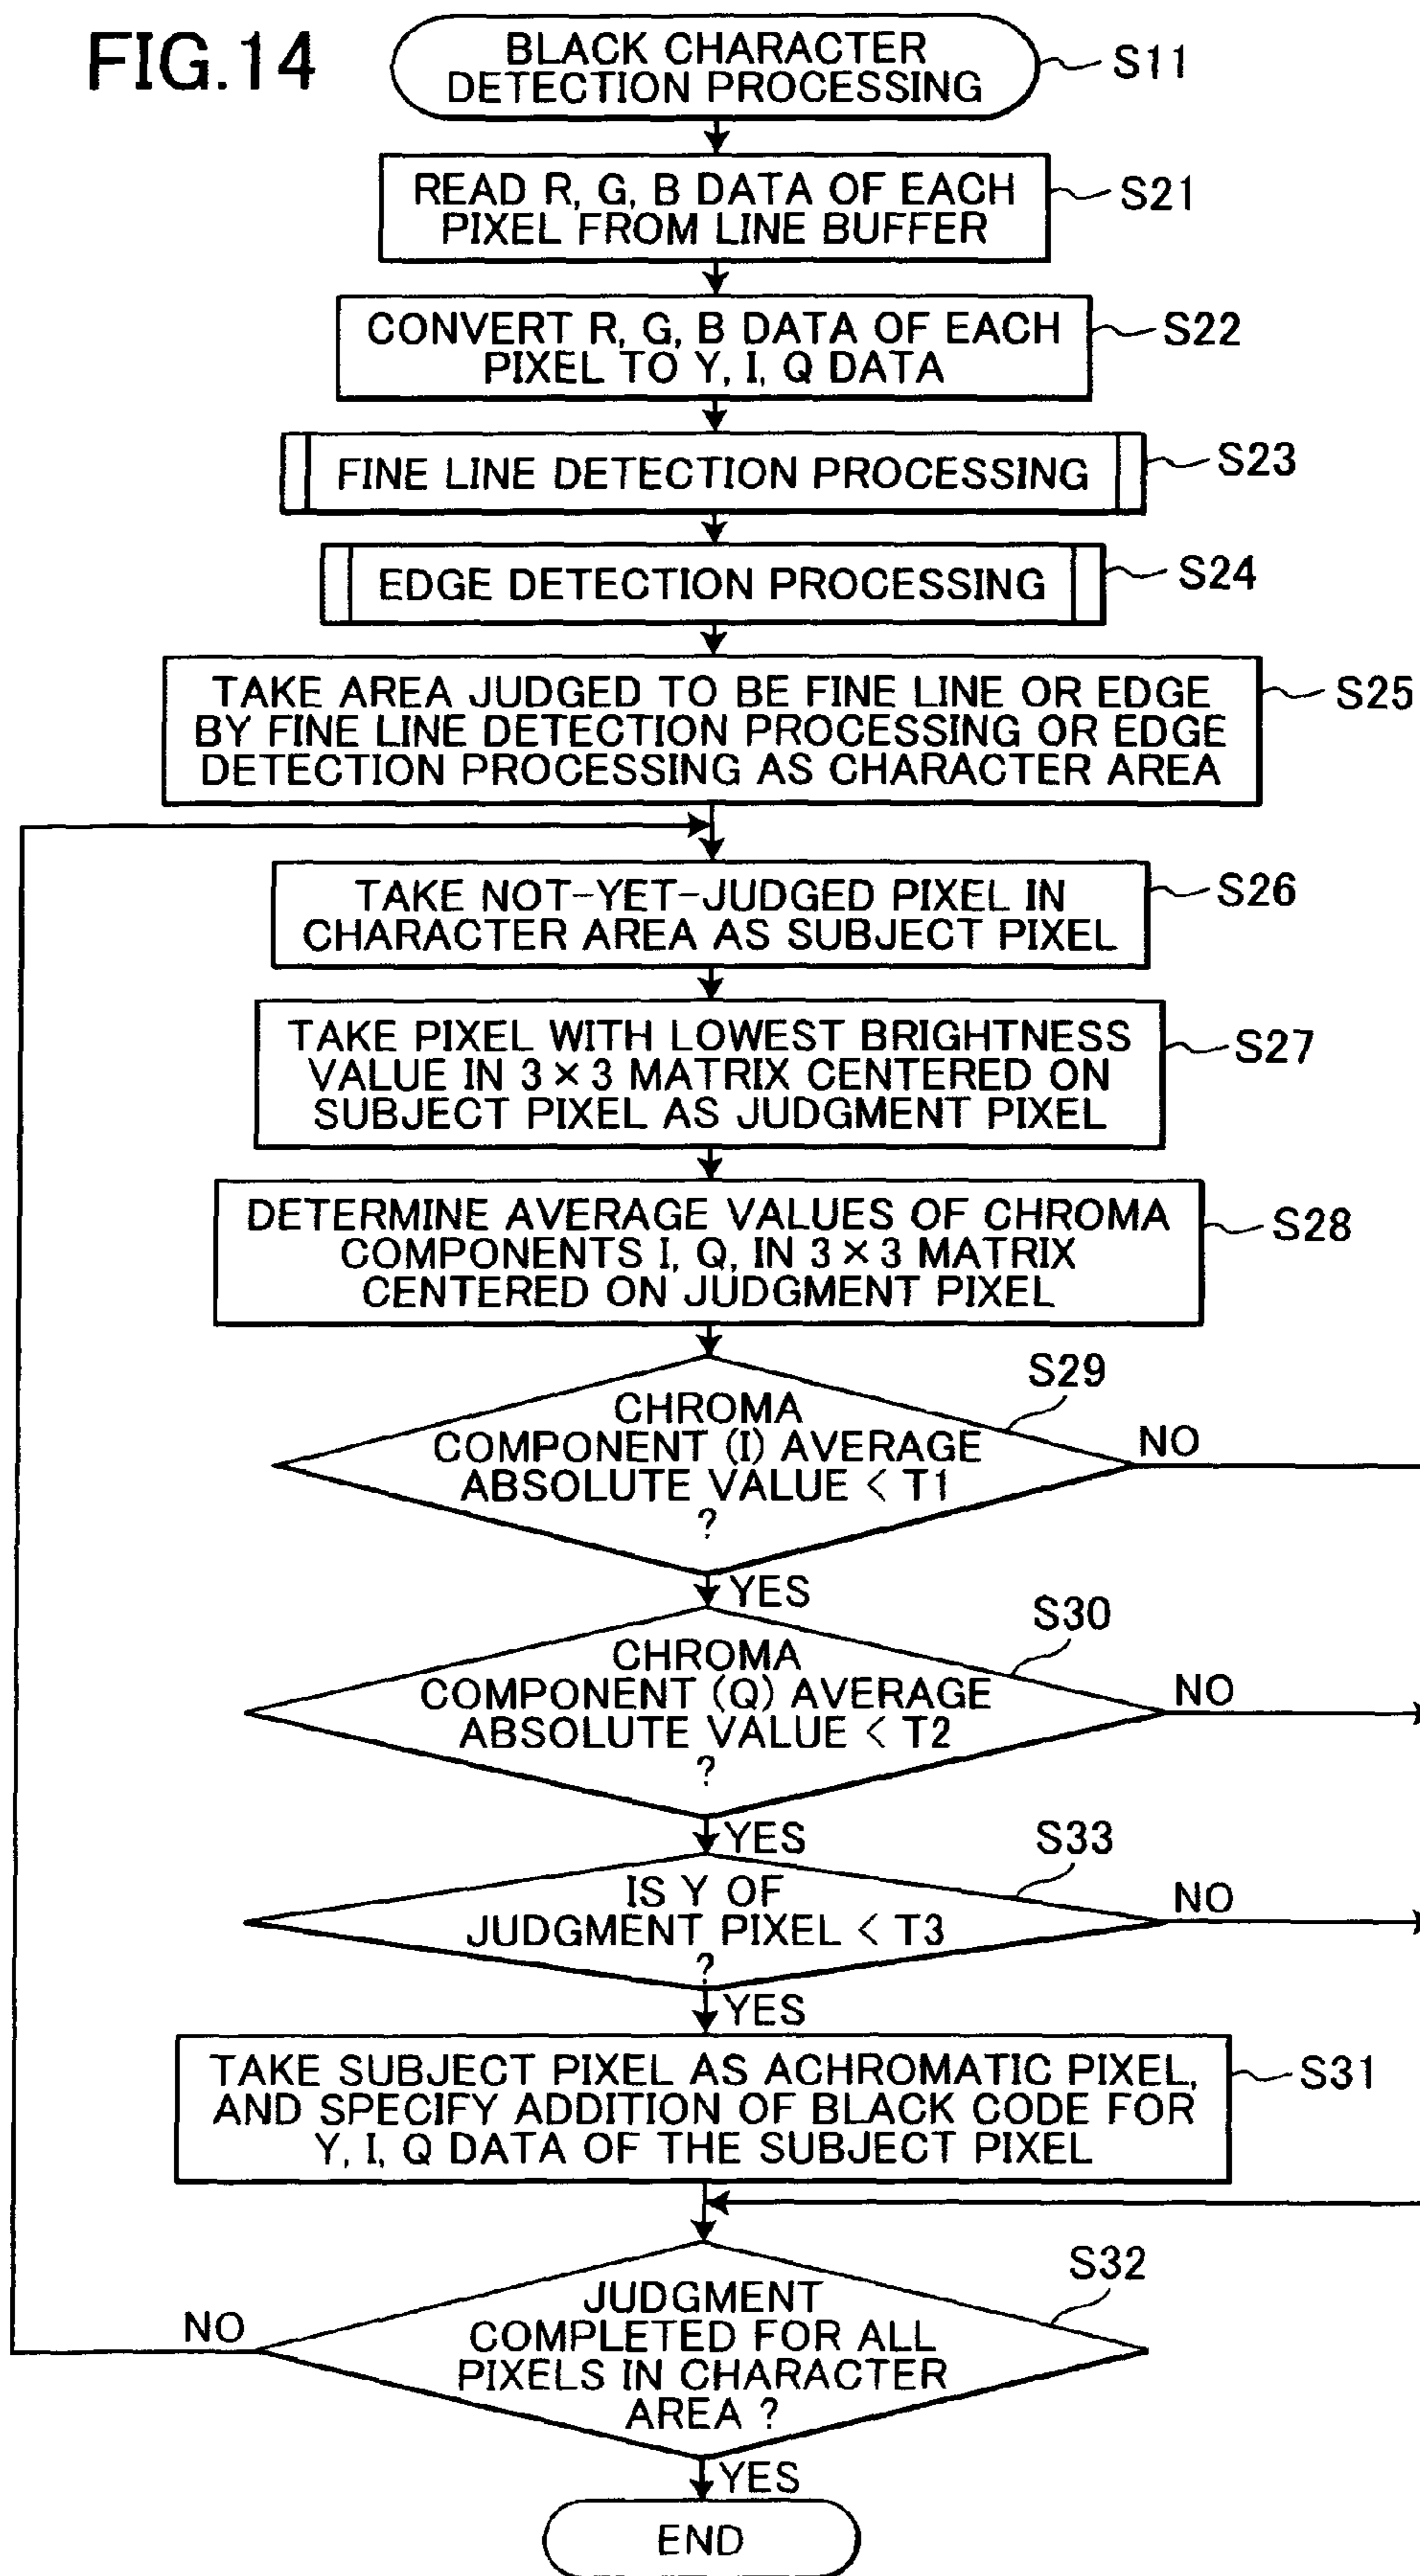 FIG.14
BLACK CHARACTER
DETECTION PROCESSING
S11
READ R, G, B DATA OF EACH
PIXEL FROM LINE BUFFER
S21
CONVERT R, G, B DATA OF EACH
PIXEL TO Y, I, Q DATA
S22
FINE LINE DETECTION PROCESSING
S23
EDGE DETECTION PROCESSING
S24
TAKE AREA JUDGED TO BE FINE LINE OR EDGE
BY FINE LINE DETECTION PROCESSING OR EDGE
DETECTION PROCESSING AS CHARACTER AREA
S25
TAKE NOT-YET-JUDGED PIXEL IN
CHARACTER AREA AS SUBJECT PIXEL
S26
TAKE PIXEL WITH LOWEST BRIGHTNESS
VALUE IN 3 × 3 MATRIX CENTERED ON
SUBJECT PIXEL AS JUDGMENT PIXEL
S27
DETERMINE AVERAGE VALUES OF CHROMA
COMPONENTS I, Q, IN 3 × 3 MATRIX
CENTERED ON JUDGMENT PIXEL
S28
S29
CHROMA
COMPONENT (I) AVERAGE
ABSOLUTE VALUE < T1
?
NO
YES
S30
CHROMA
COMPONENT (Q) AVERAGE
ABSOLUTE VALUE < T2
?
NO
YES
S33
IS Y OF
JUDGMENT PIXEL < T3
?
NO
YES
TAKE SUBJECT PIXEL AS ACHROMATIC PIXEL,
AND SPECIFY ADDITION OF BLACK CODE FOR
Y, I, Q DATA OF THE SUBJECT PIXEL
S31
S32
JUDGMENT
COMPLETED FOR ALL
PIXELS IN CHARACTER
AREA ?
NO
YES
END